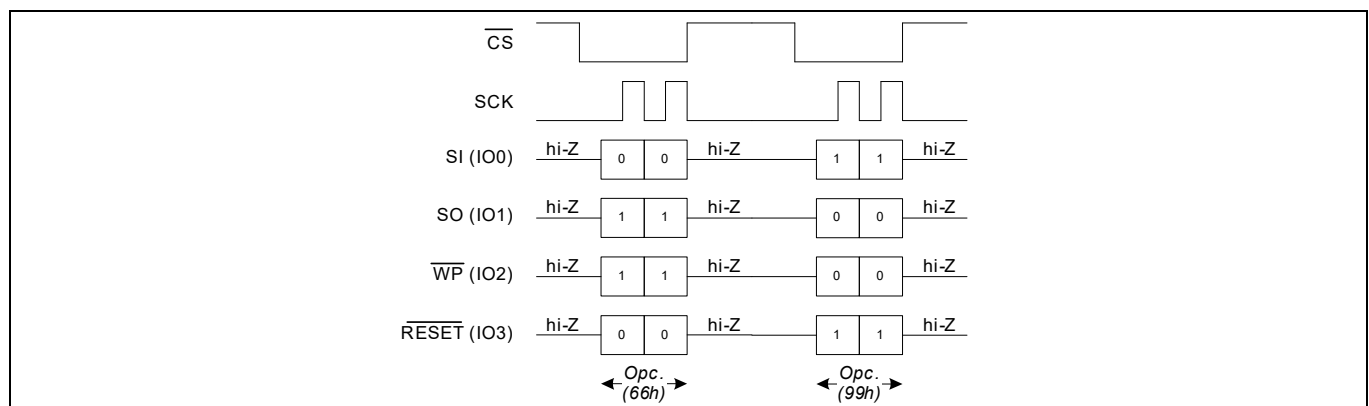 CS
SCK
SI (IO0) hi-Z 0 0 hi-Z 1 1 hi-Z
SO (IO1) hi-Z 1 1 hi-Z 0 0 hi-Z
WP (IO2) hi-Z 1 1 hi-Z 0 0 hi-Z
RESET (IO3) hi-Z 0 0 hi-Z 1 1 hi-Z
Opc. Opc.
(66h) (99h)